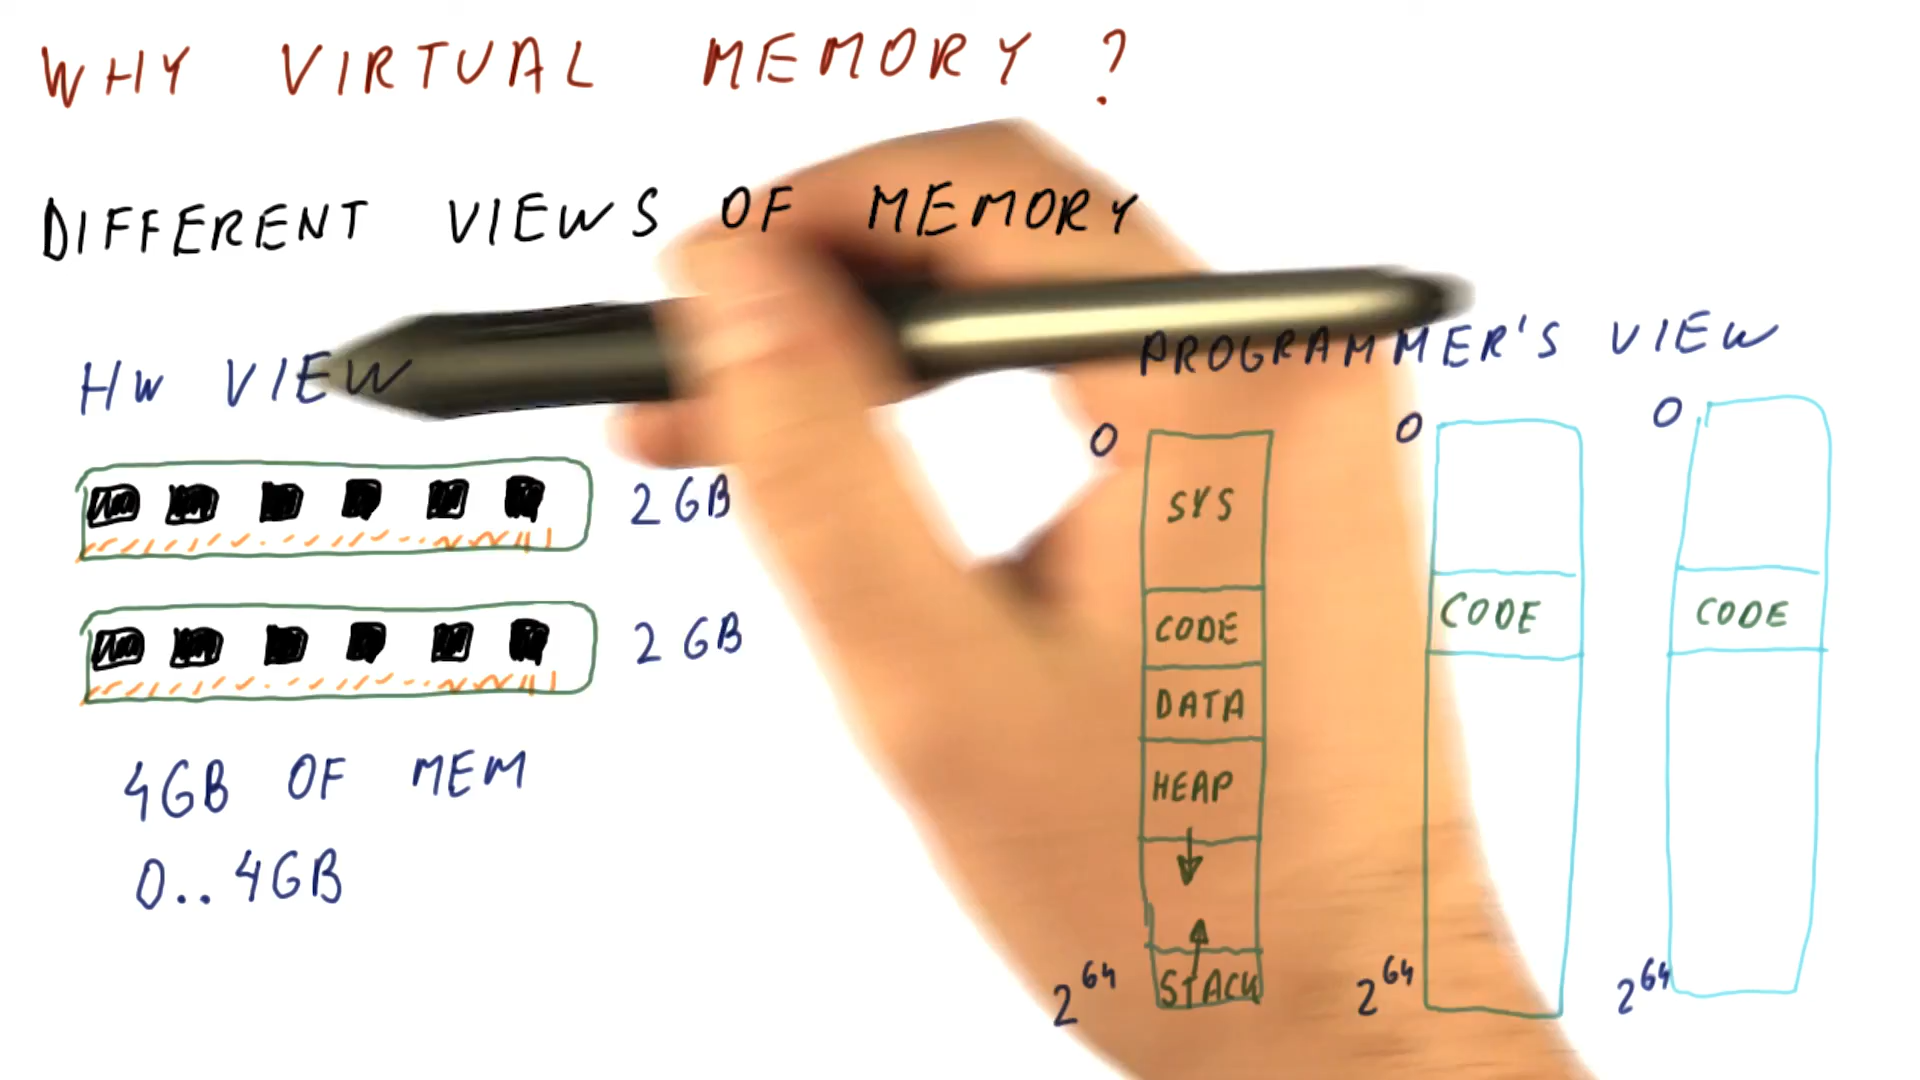 WHY VIRTUAL MEMORY ?
DIFFERENT VIEWS OF MEMORY
HW VIEW
2 GB
2 GB
4GB OF MEM
0..4GB
PROGRAMMER'S VIEW
0
SYS
CODE
DATA
HEAP
STACK
2^64
0
CODE
2^64
0
CODE
2^64